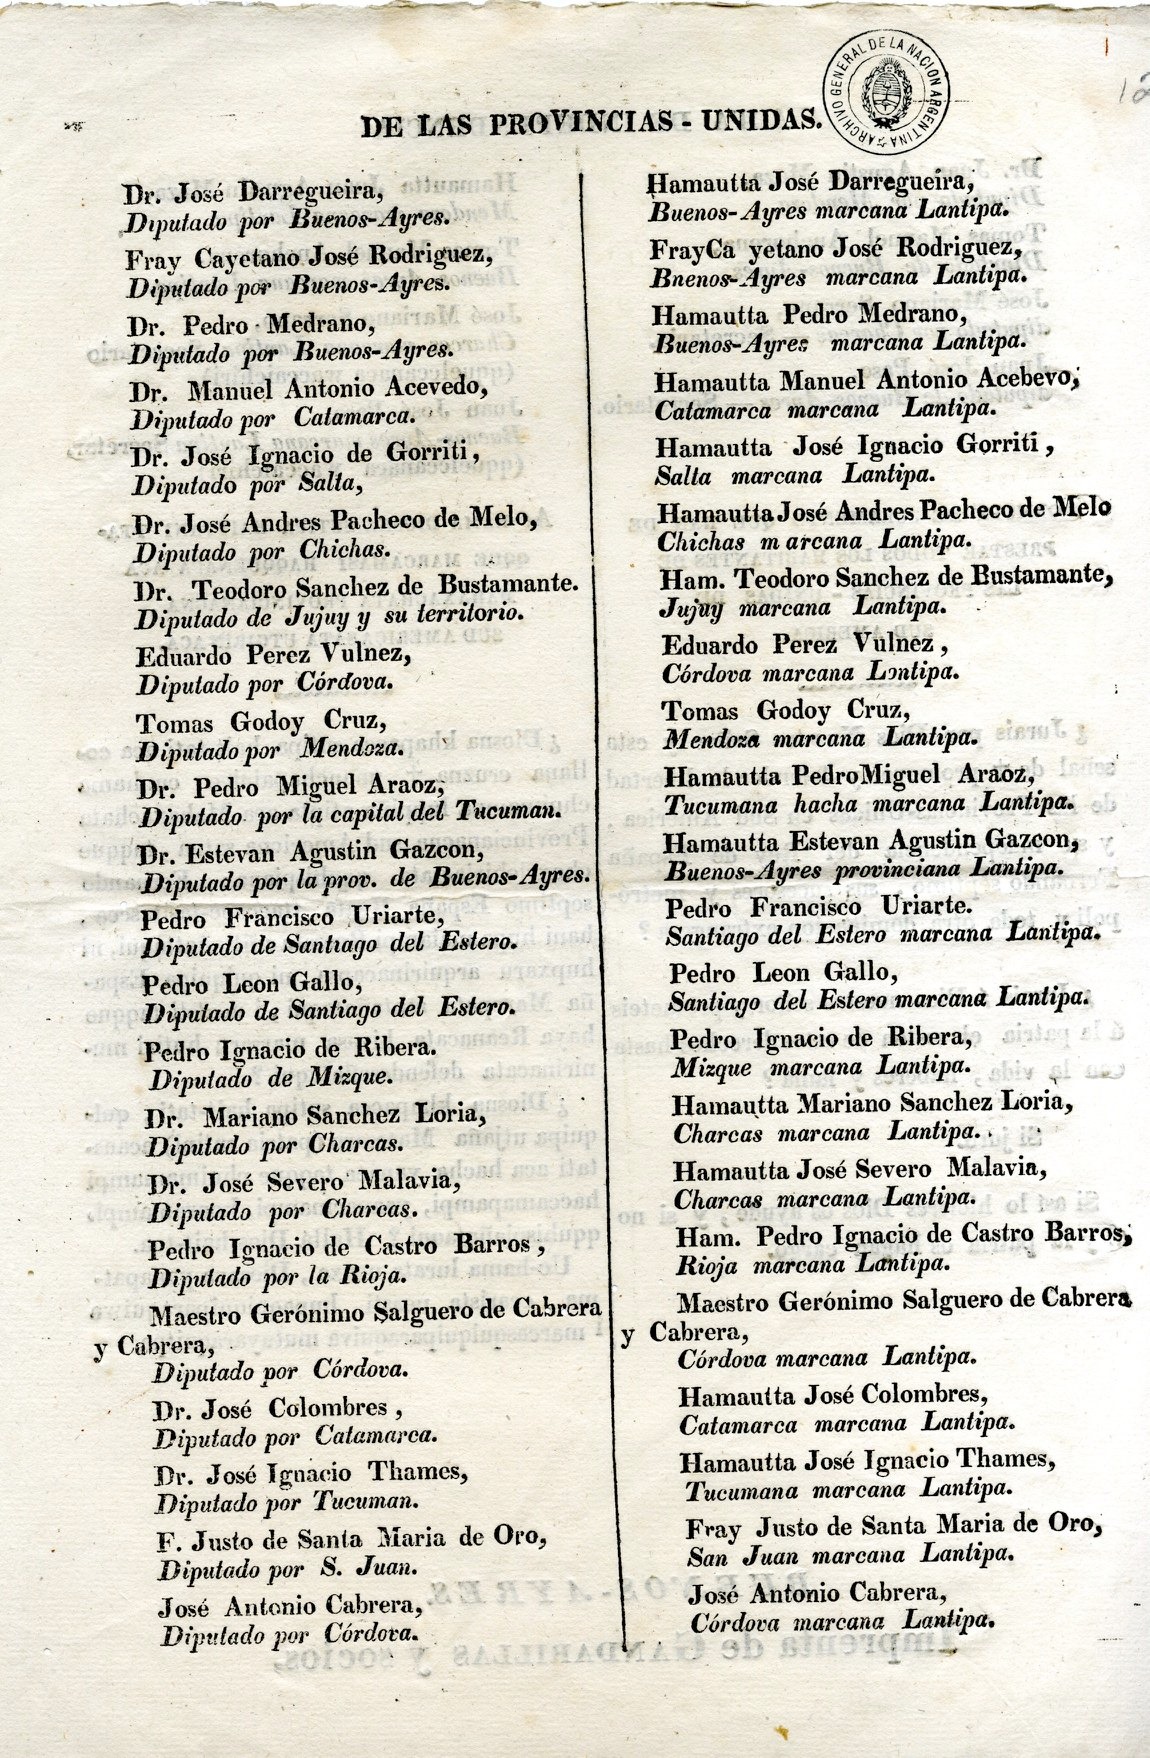 DE LAS PROVINCIAS - UNIDAS.
ARCHIVO GENERAL DE LA NACION ARGENTINA
12
Dr. José Darregueira,
Diputado por Buenos-Ayres.
Fray Cayetano José Rodriguez,
Diputado por Buenos-Ayres.
Dr. Pedro Medrano,
Diputado por Buenos-Ayres.
Dr. Manuel Antonio Acevedo,
Diputado por Catamarca.
Dr. José Ignacio de Gorriti,
Diputado por Salta,
Dr. José Andres Pacheco de Melo,
Diputado por Chichas.
Dr. Teodoro Sanchez de Bustamante.
Diputado de Jujuy y su territorio.
Eduardo Perez Vulnez,
Diputado por Córdova.
Tomas Godoy Cruz,
Diputado por Mendoza.
Dr. Pedro Miguel Araoz,
Diputado por la capital del Tucuman.
Dr. Estevan Agustin Gazcon,
Diputado por la prov. de Buenos-Ayres.
Pedro Francisco Uriarte,
Diputado de Santiago del Estero.
Pedro Leon Gallo,
Diputado de Santiago del Estero.
Pedro Ignacio de Ribera.
Diputado de Mizque.
Dr. Mariano Sanchez Loria,
Diputado por Charcas.
Dr. José Severo Malavia,
Diputado por Charcas.
Pedro Ignacio de Castro Barros,
Diputado por la Rioja.
Maestro Gerónimo Salguero de Cabrera
y Cabrera,
Diputado por Córdova.
Dr. José Colombres,
Diputado por Catamarca.
Dr. José Ignacio Thames,
Diputado por Tucuman.
F. Justo de Santa Maria de Oro,
Diputado por S. Juan.
José Antonio Cabrera,
Diputado por Córdova.
Hamautta José Darregueira,
Buenos-Ayres marcana Lantipa.
FrayCa yetano José Rodriguez,
Bnenos-Ayres marcana Lantipa.
Hamautta Pedro Medrano,
Buenos-Ayres marcana Lantipa.
Hamautta Manuel Antonio Acebevo,
Catamarca marcana Lantipa.
Hamautta José Ignacio Gorriti,
Salta marcana Lantipa.
Hamautta José Andres Pacheco de Melo
Chichas marcana Lantipa.
Ham. Teodoro Sanchez de Bustamante,
Jujuy marcana Lantipa.
Eduardo Perez Vulnez,
Córdova marcana Lontipa.
Tomas Godoy Cruz,
Mendoza marcana Lantipa.
Hamautta Pedro Miguel Araoz,
Tucumana hacha marcana Lantipa.
Hamautta Estevan Agustin Gazcon,
Buenos-Ayres provinciana Lantipa.
Pedro Francisco Uriarte.
Santiago del Estero marcana Lantipa.
Pedro Leon Gallo,
Santiago del Estero marcana Lantipa.
Pedro Ignacio de Ribera,
Mizque marcana Lantipa.
Hamautta Mariano Sanchez Loria,
Charcas marcana Lantipa.
Hamautta José Severo Malavia,
Charcas marcana Lantipa.
Ham. Pedro Ignacio de Castro Barros,
Rioja marcana Lantipa.
Maestro Gerónimo Salguero de Cabrera
y Cabrera,
Córdova marcana Lantipa.
Hamautta José Colombres,
Catamarca marcana Lantipa.
Hamautta José Ignacio Thames,
Tucumana marcana Lantipa.
Fray Justo de Santa Maria de Oro,
San Juan marcana Lantipa.
José Antonio Cabrera,
Córdova marcana Lantipa.